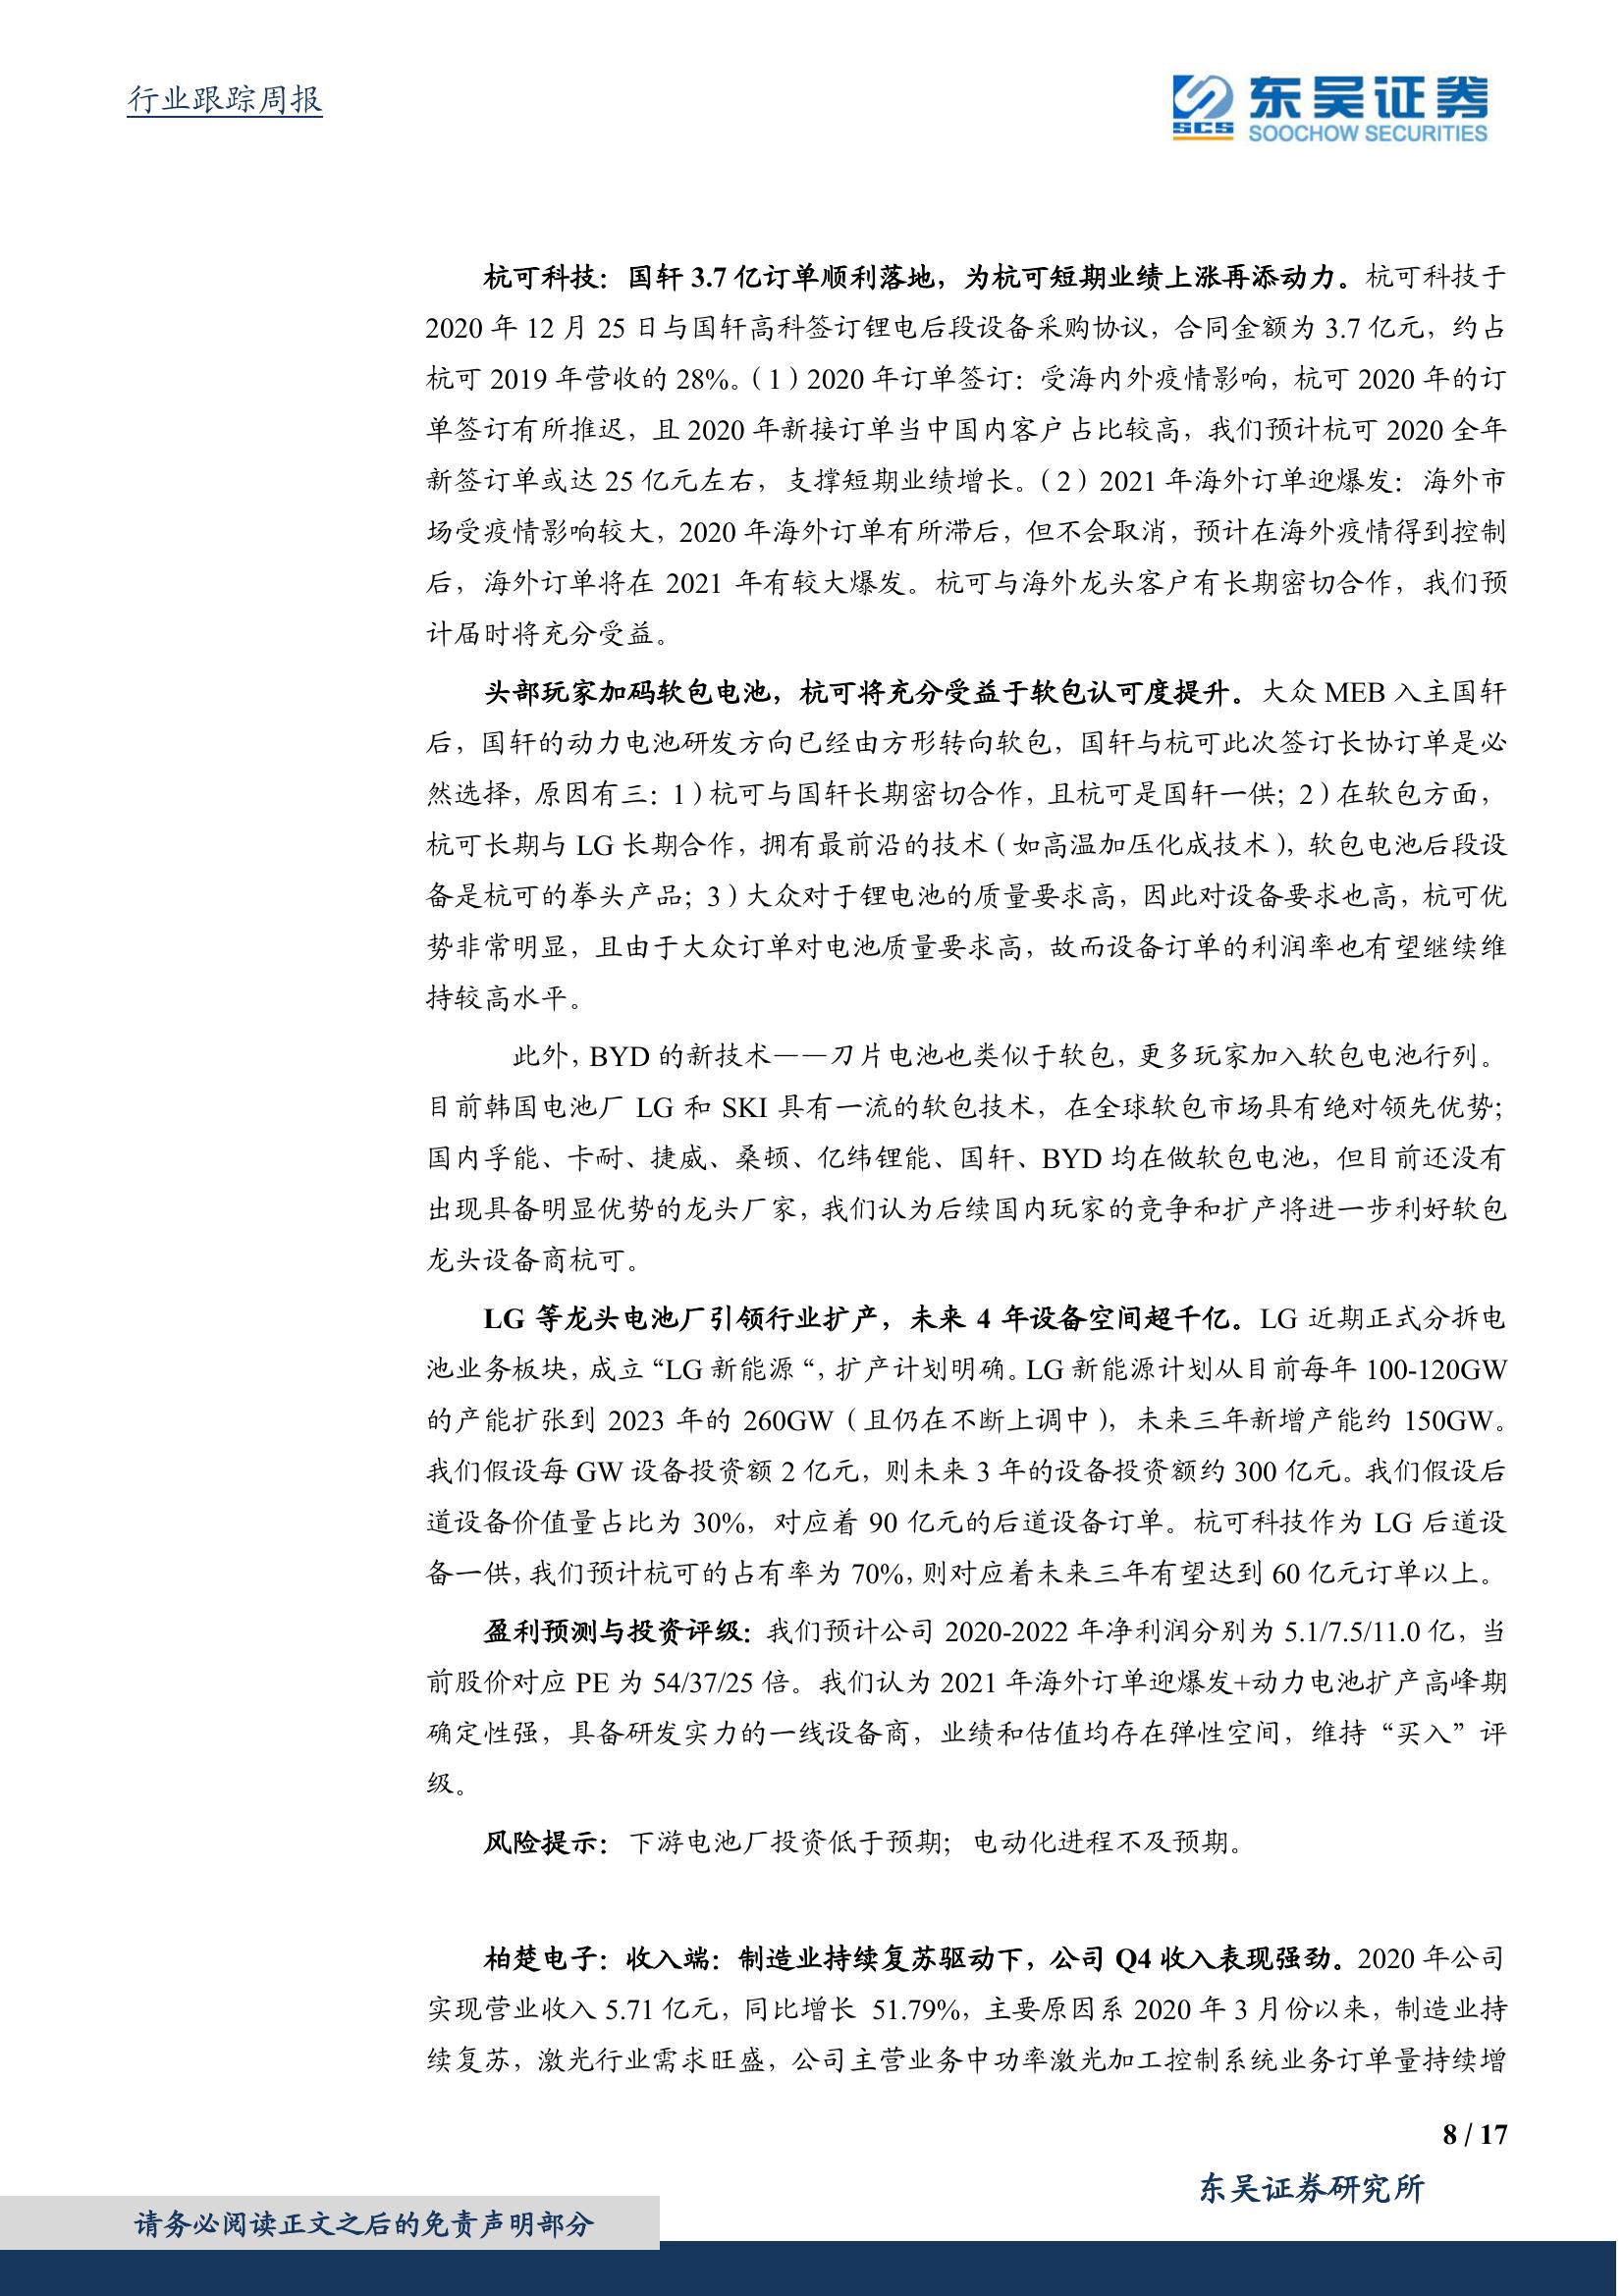 行业跟踪周报
SCS 东吴证券
SOOCHOW SECURITIES
杭可科技：国轩 3.7 亿订单顺利落地，为杭可短期业绩上涨再添动力。杭可科技于
2020 年 12 月 25 日与国轩高科签订锂电后段设备采购协议，合同金额为 3.7 亿元，约占
杭可 2019 年营收的 28%。（1）2020 年订单签订：受海内外疫情影响，杭可 2020 年的订
单签订有所推迟，且 2020 年新接订单当中国内客户占比较高，我们预计杭可 2020 全年
新签订单或达 25 亿元左右，支撑短期业绩增长。（2）2021 年海外订单迎爆发：海外市
场受疫情影响较大，2020 年海外订单有所滞后，但不会取消，预计在海外疫情得到控制
后，海外订单将在 2021 年有较大爆发。杭可与海外龙头客户有长期密切合作，我们预
计届时将充分受益。
头部玩家加码软包电池，杭可将充分受益于软包认可度提升。大众 MEB 入主国轩
后，国轩的动力电池研发方向已经由方形转向软包，国轩与杭可此次签订长协订单是必
然选择，原因有三：1）杭可与国轩长期密切合作，且杭可是国轩一供；2）在软包方面，
杭可长期与 LG 长期合作，拥有最前沿的技术（如高温加压化成技术），软包电池后段设
备是杭可的拳头产品；3）大众对于锂电池的质量要求高，因此对设备要求也高，杭可优
势非常明显，且由于大众订单对电池质量要求高，故而设备订单的利润率也有望继续维
持较高水平。
此外，BYD 的新技术——刀片电池也类似于软包，更多玩家加入软包电池行列。
目前韩国电池厂 LG 和 SKI 具有一流的软包技术，在全球软包市场具有绝对领先优势；
国内孚能、卡耐、捷威、桑顿、亿纬锂能、国轩、BYD 均在做软包电池，但目前还没有
出现具备明显优势的龙头厂家，我们认为后续国内玩家的竞争和扩产将进一步利好软包
龙头设备商杭可。
LG 等龙头电池厂引领行业扩产，未来 4 年设备空间超千亿。LG 近期正式分拆电
池业务板块，成立“LG 新能源“，扩产计划明确。LG 新能源计划从目前每年 100-120GW
的产能扩张到 2023 年的 260GW（且仍在不断上调中），未来三年新增产能约 150GW。
我们假设每 GW 设备投资额 2 亿元，则未来 3 年的设备投资额约 300 亿元。我们假设后
道设备价值量占比为 30%，对应着 90 亿元的后道设备订单。杭可科技作为 LG 后道设
备一供，我们预计杭可的占有率为 70%，则对应着未来三年有望达到 60 亿元订单以上。
盈利预测与投资评级：我们预计公司 2020-2022 年净利润分别为 5.1/7.5/11.0 亿，当
前股价对应 PE 为 54/37/25 倍。我们认为 2021 年海外订单迎爆发+动力电池扩产高峰期
确定性强，具备研发实力的一线设备商，业绩和估值均存在弹性空间，维持“买入”评
级。
风险提示：下游电池厂投资低于预期；电动化进程不及预期。
柏楚电子：收入端：制造业持续复苏驱动下，公司 Q4 收入表现强劲。2020 年公司
实现营业收入 5.71 亿元，同比增长 51.79%，主要原因系 2020 年 3 月份以来，制造业持
续复苏，激光行业需求旺盛，公司主营业务中功率激光加工控制系统业务订单量持续增
8 / 17
东吴证券研究所
请务必阅读正文之后的免责声明部分